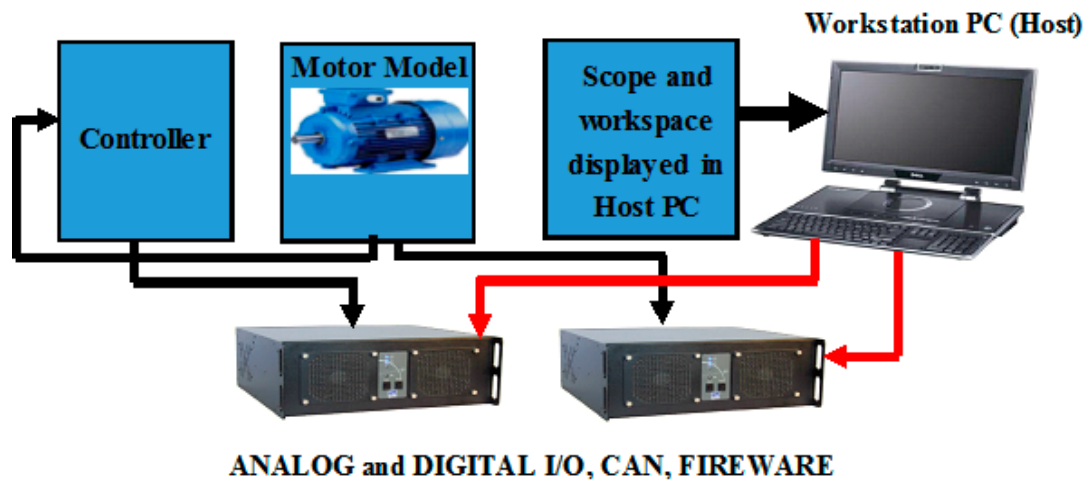 Workstation PC (Host)
Controller
Motor Model
Scope and
workspace
displayed in
Host PC
ANALOG and DIGITAL I/O, CAN, FIREWARE